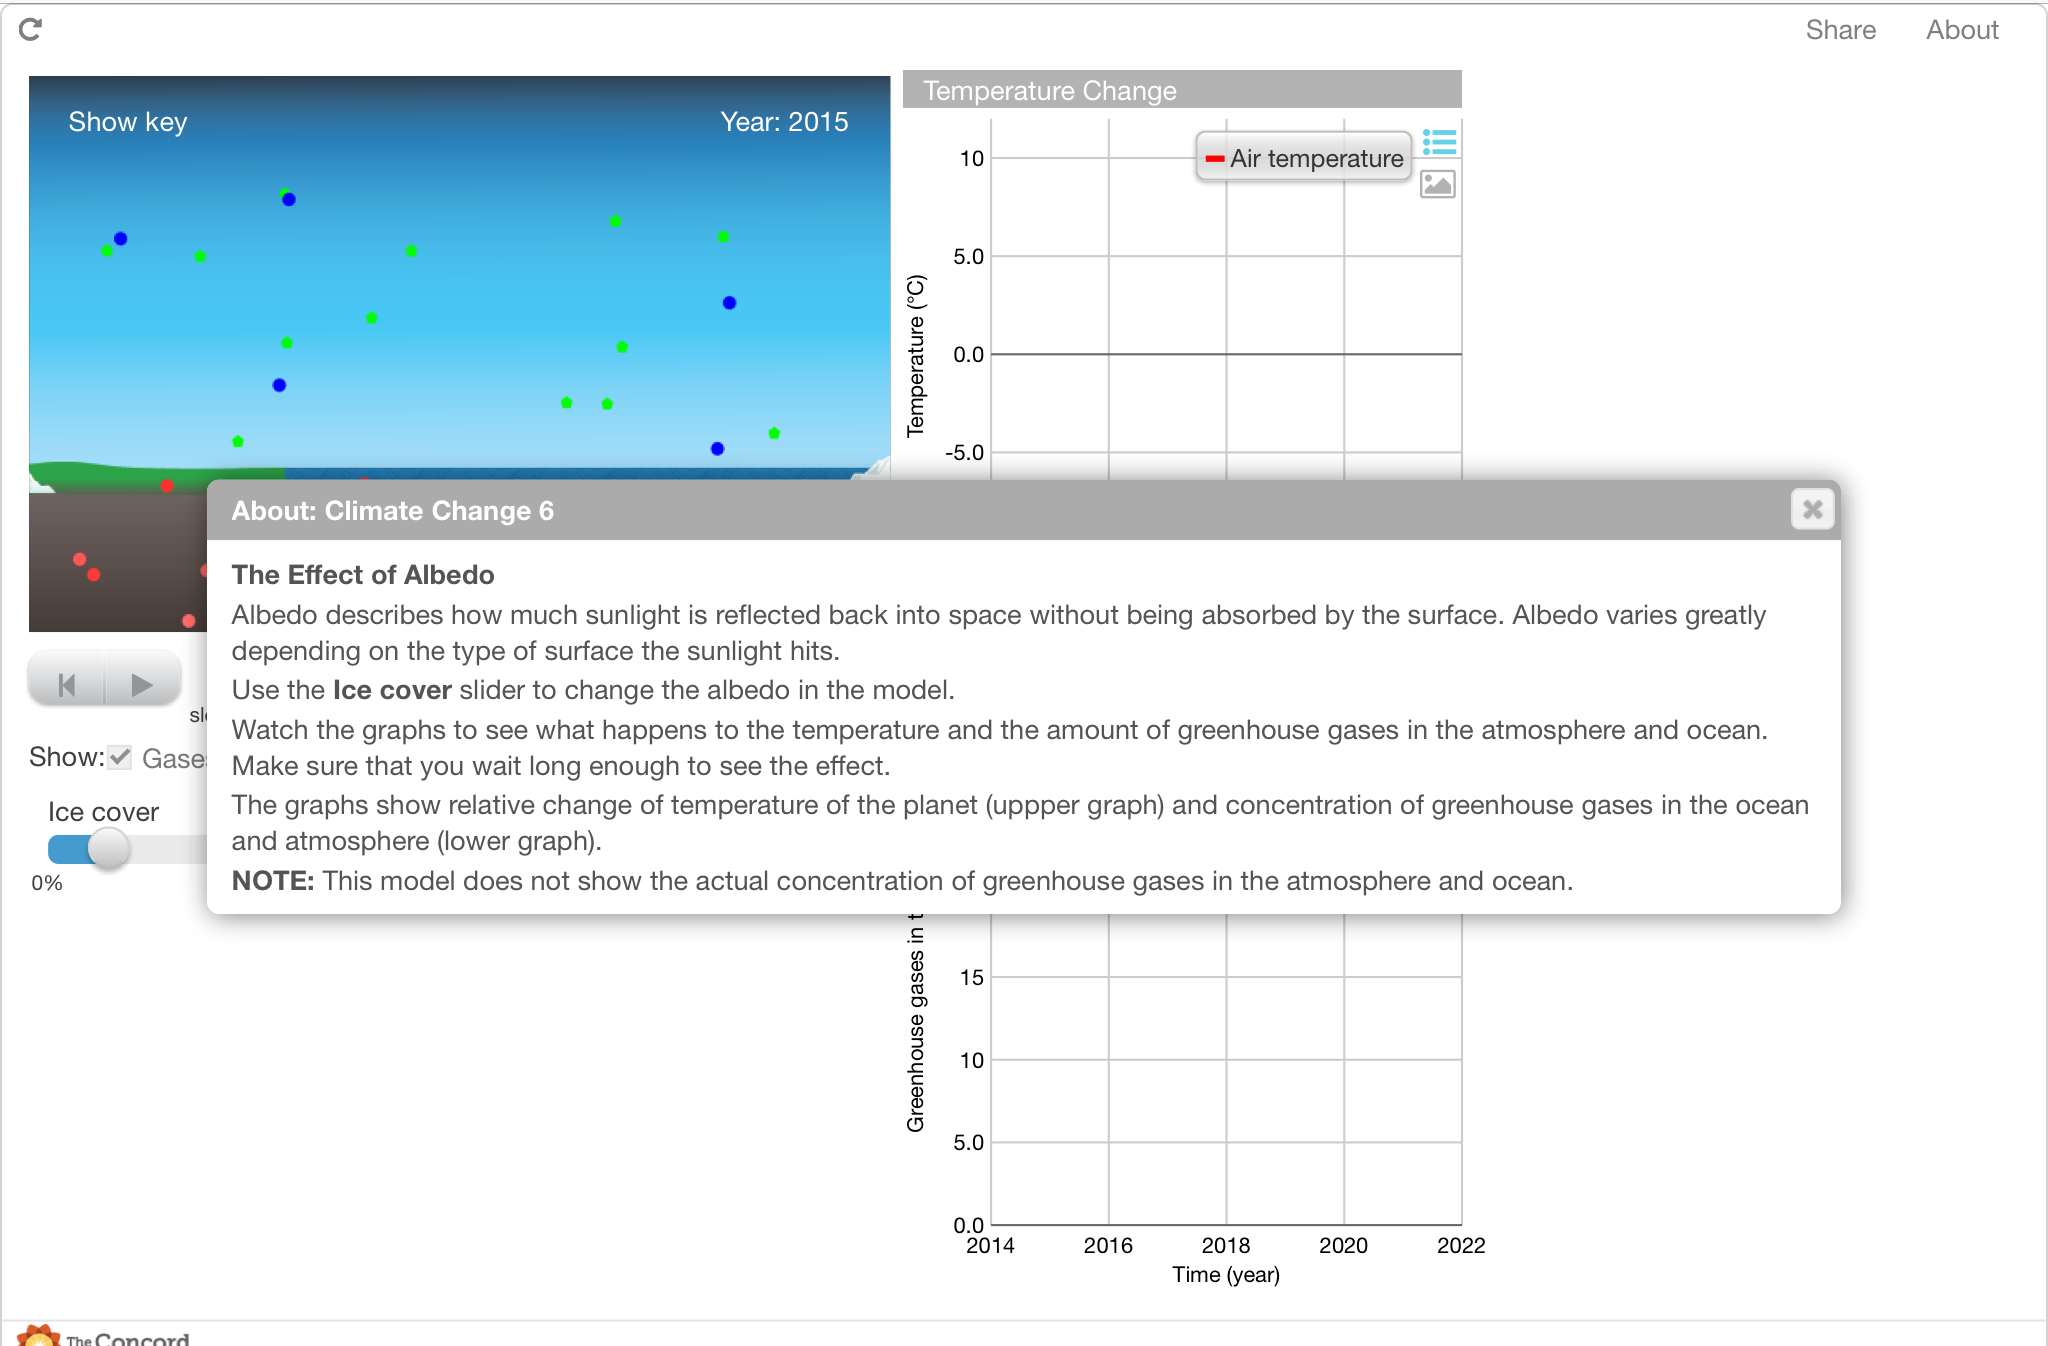 Share
About
Show key
Year: 2015
Temperature Change
Air temperature
10
5.0
0.0
-5.0
Temperature (°C)
About: Climate Change 6
The Effect of Albedo
Albedo describes how much sunlight is reflected back into space without being absorbed by the surface. Albedo varies greatly
depending on the type of surface the sunlight hits.
Use the Ice cover slider to change the albedo in the model.
Watch the graphs to see what happens to the temperature and the amount of greenhouse gases in the atmosphere and ocean.
Make sure that you wait long enough to see the effect.
The graphs show relative change of temperature of the planet (uppper graph) and concentration of greenhouse gases in the ocean
and atmosphere (lower graph).
NOTE: This model does not show the actual concentration of greenhouse gases in the atmosphere and ocean.
Show:
Gases
Ice cover
0%
Greenhouse gases in
15
10
5.0
0.0
2014
2016
2018
2020
2022
Time (year)
The Concord